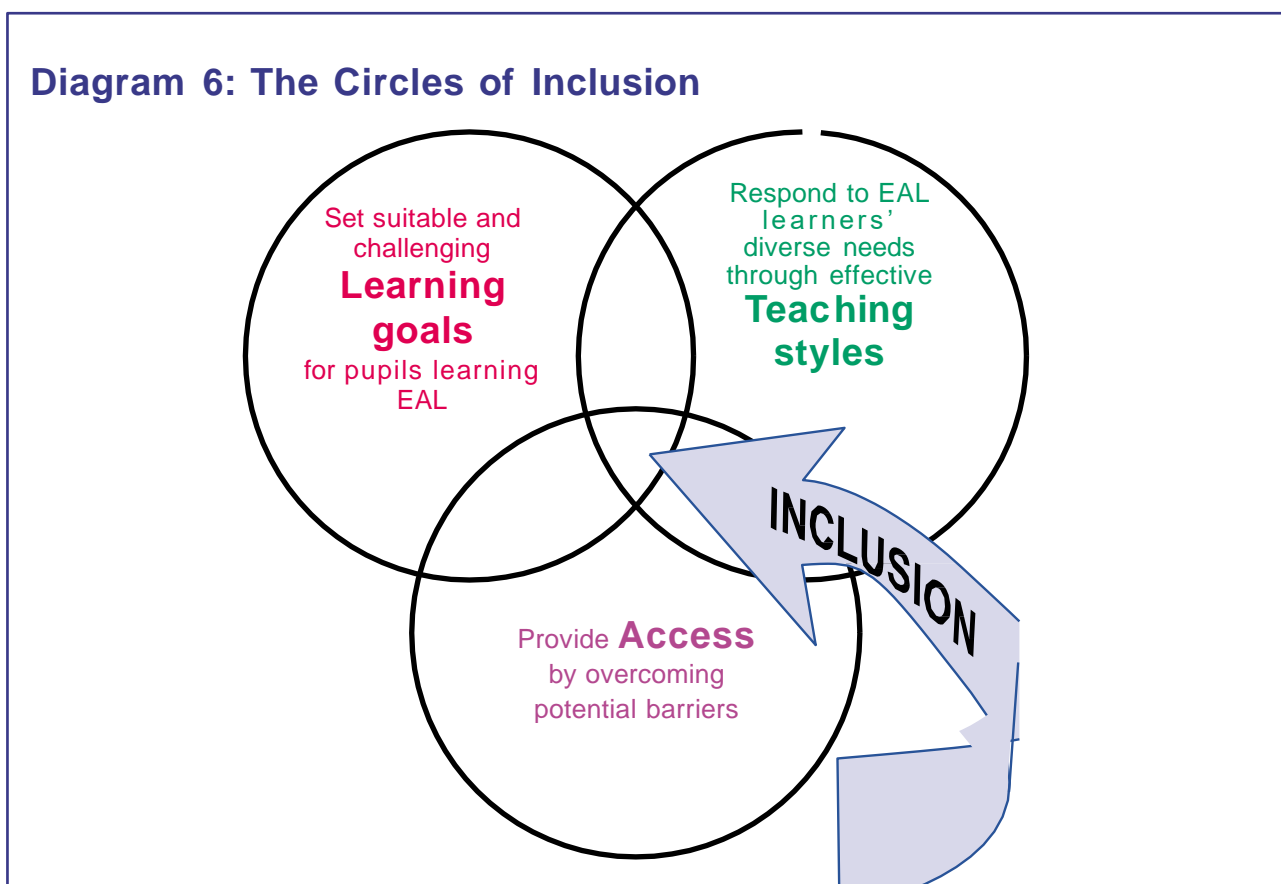 Diagram 6: The Circles of Inclusion
Set suitable and
challenging
Learning
goals
for pupils learning
EAL
Respond to EAL
learners’
diverse needs
through effective
Teaching
styles
INCLUSION
Provide Access
by overcoming
potential barriers